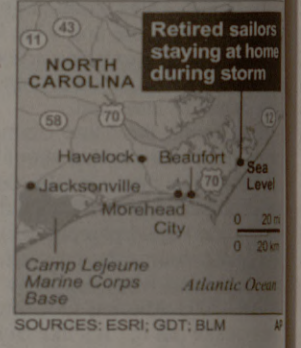 Retired sailors
staying at home
during storm
43
11
NORTH
CAROLINA
70
58
12
Havelock
Beaufort
Sea
Level
70
Jacksonville
Morehead
City
0 20 m
0 20 km
Camp Lejeune
Marine Corps
Base
Atlantic Ocean
SOURCES: ESRI; GDT; BLM
AP